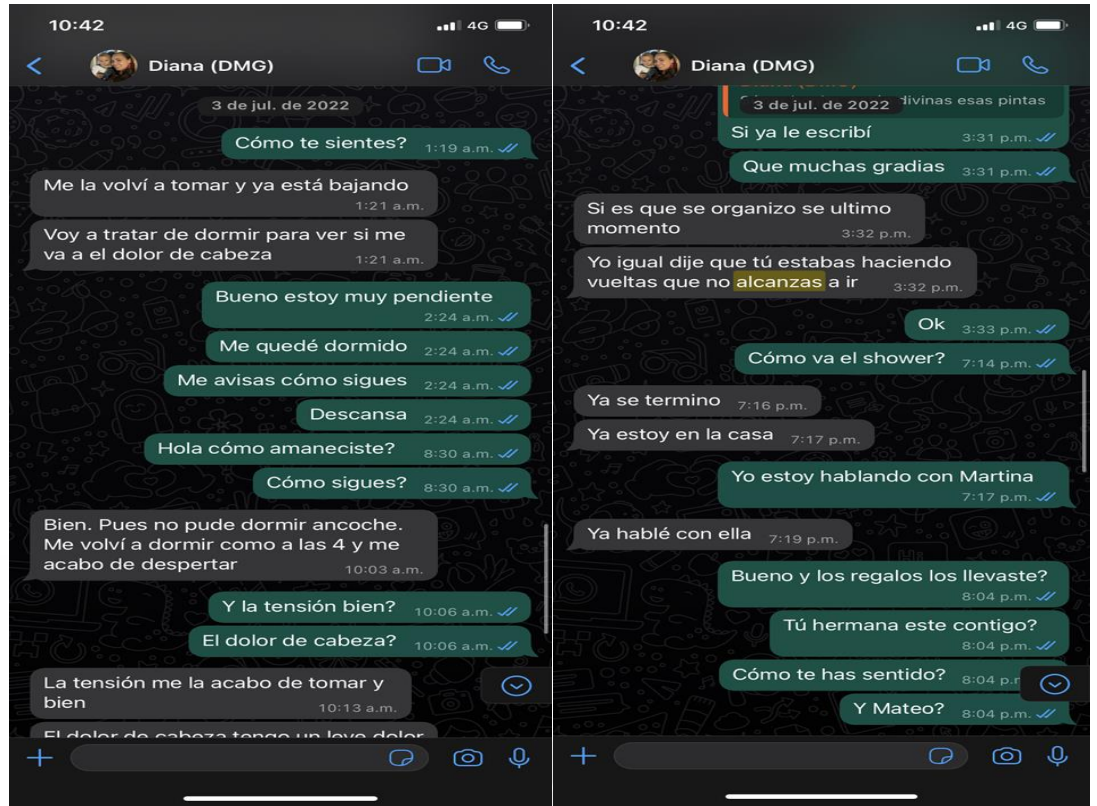 10:42
4G
Diana (DMG)
3 de jul. de 2022
Cómo te sientes? 1:19 a.m.
Me la volví a tomar y ya está bajando
1:21 a.m.
Voy a tratar de dormir para ver si me
va a el dolor de cabeza 1:21 a.m.
Bueno estoy muy pendiente
2:24 a.m.
Me quedé dormido 2:24 a.m.
Me avisas cómo sigues 2:24 a.m.
Descansa 2:24 a.m.
Hola cómo amaneciste? 8:30 a.m.
Cómo sigues? 8:30 a.m.
Bien. Pues no pude dormir ancoche.
Me volví a dormir como a las 4 y me
acabo de despertar 10:03 a.m.
Y la tensión bien? 10:06 a.m.
El dolor de cabeza? 10:06 a.m.
La tensión me la acabo de tomar y
bien 10:13 a.m.
El dolor de cabeza tengo un leve dolor
10:42
4G
Diana (DMG)
3 de jul. de 2022
divinas esas pintas
Si ya le escribí 3:31 p.m.
Que muchas gradias 3:31 p.m.
Si es que se organizo se ultimo
momento 3:32 p.m.
Yo igual dije que tú estabas haciendo
vueltas que no alcanzas a ir 3:32 p.m.
Ok 3:33 p.m.
Cómo va el shower? 7:14 p.m.
Ya se termino 7:16 p.m.
Ya estoy en la casa 7:17 p.m.
Yo estoy hablando con Martina
7:17 p.m.
Ya hablé con ella 7:19 p.m.
Bueno y los regalos los llevaste?
8:04 p.m.
Tú hermana este contigo?
8:04 p.m.
Cómo te has sentido? 8:04 p.m
Y Mateo? 8:04 p.m.